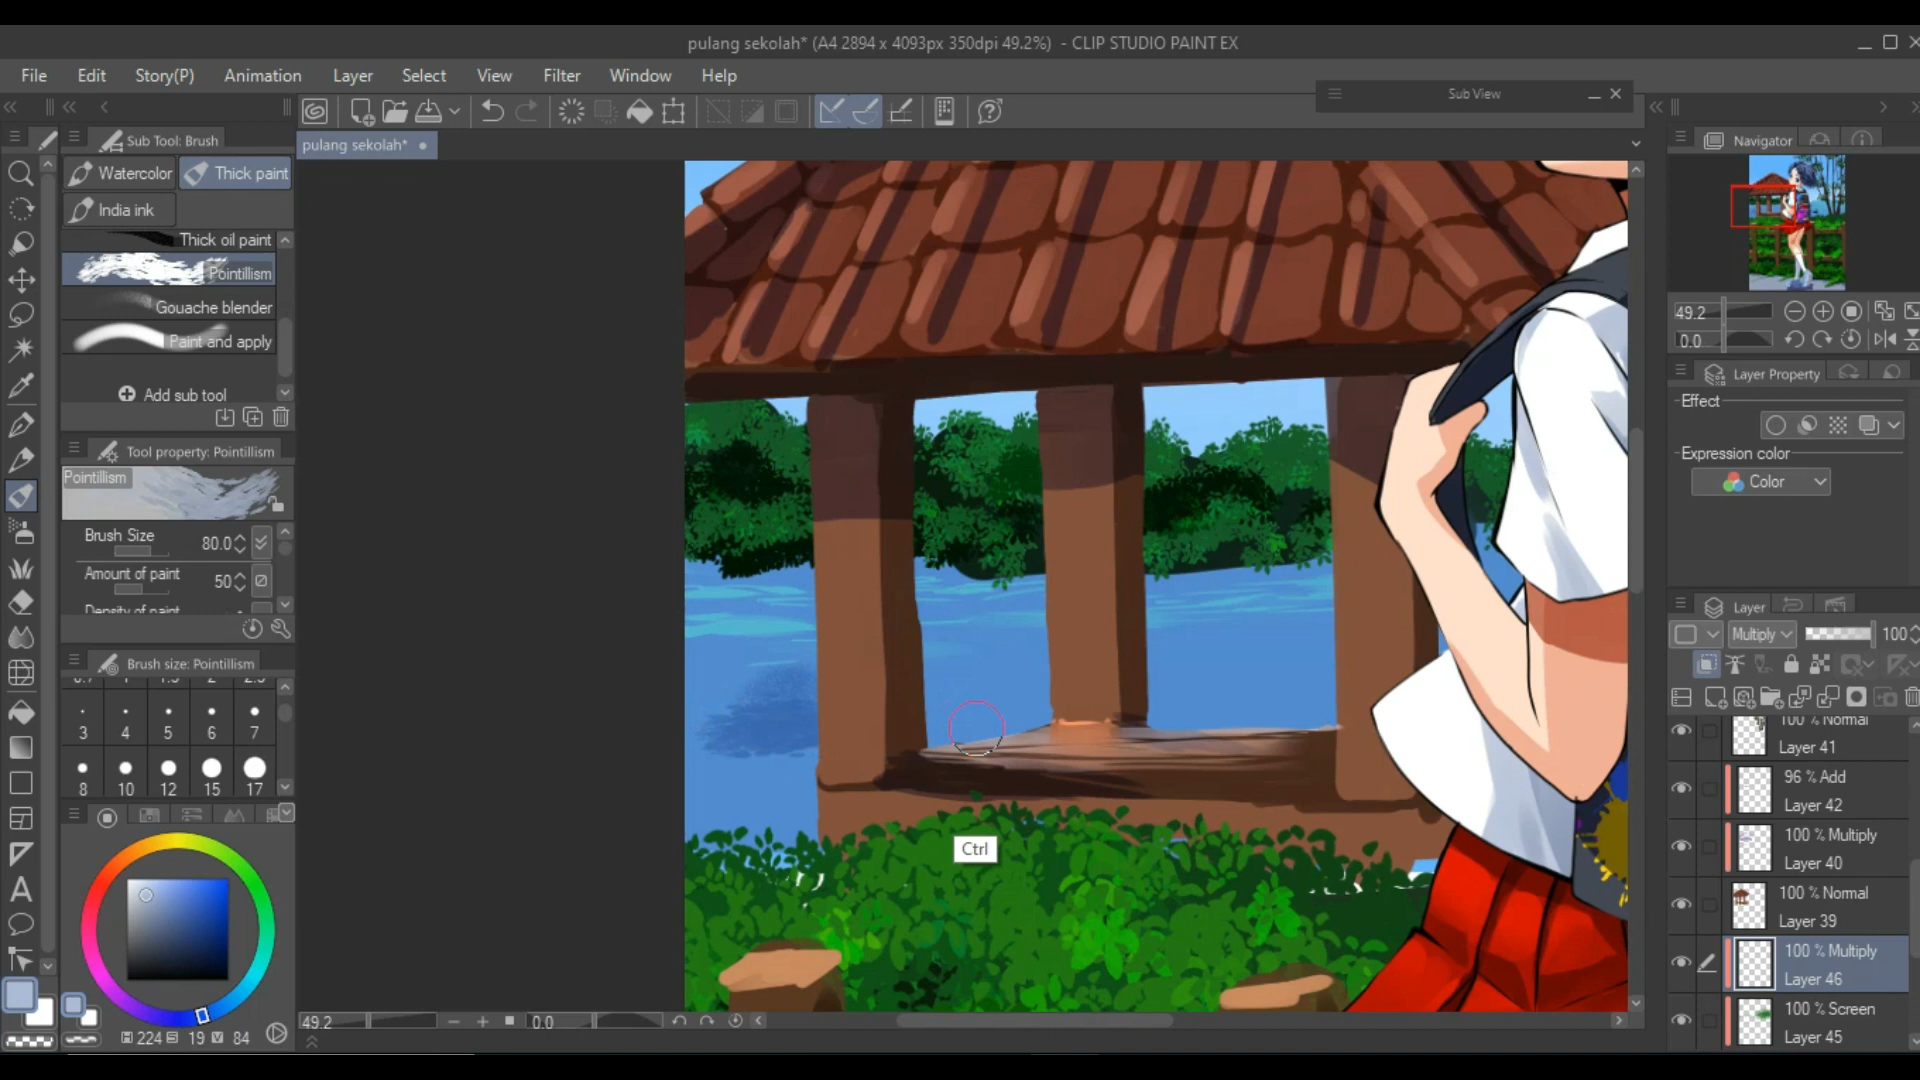 pulang sekolah* (A4 2894 x 4093px 350dpi 49.2%) - CLIP STUDIO PAINT EX
File Edit Story(P) Animation Layer Select View Filter Window Help
Sub View
Sub Tool: Brush
pulang sekolah*
Navigator
Watercolor Thick paint
India ink
Thick oil paint
Pointillism
Gouache blender
Paint and apply
Add sub tool
49.2
0.0
Layer Property
Effect
Expression color
Color
Tool property: Pointillism
Pointillism
Brush Size 80.0
Amount of paint 50
Density of paint
Brush size: Pointillism
3 4 5 6 7
8 10 12 15 17
Layer
Multiply 100
100 % Normal
Layer 41
96 % Add
Layer 42
100 % Multiply
Layer 40
100 % Normal
Layer 39
100 % Multiply
Layer 46
100 % Screen
Layer 45
Ctrl
49.2 0.0
H 224 S 19 V 84